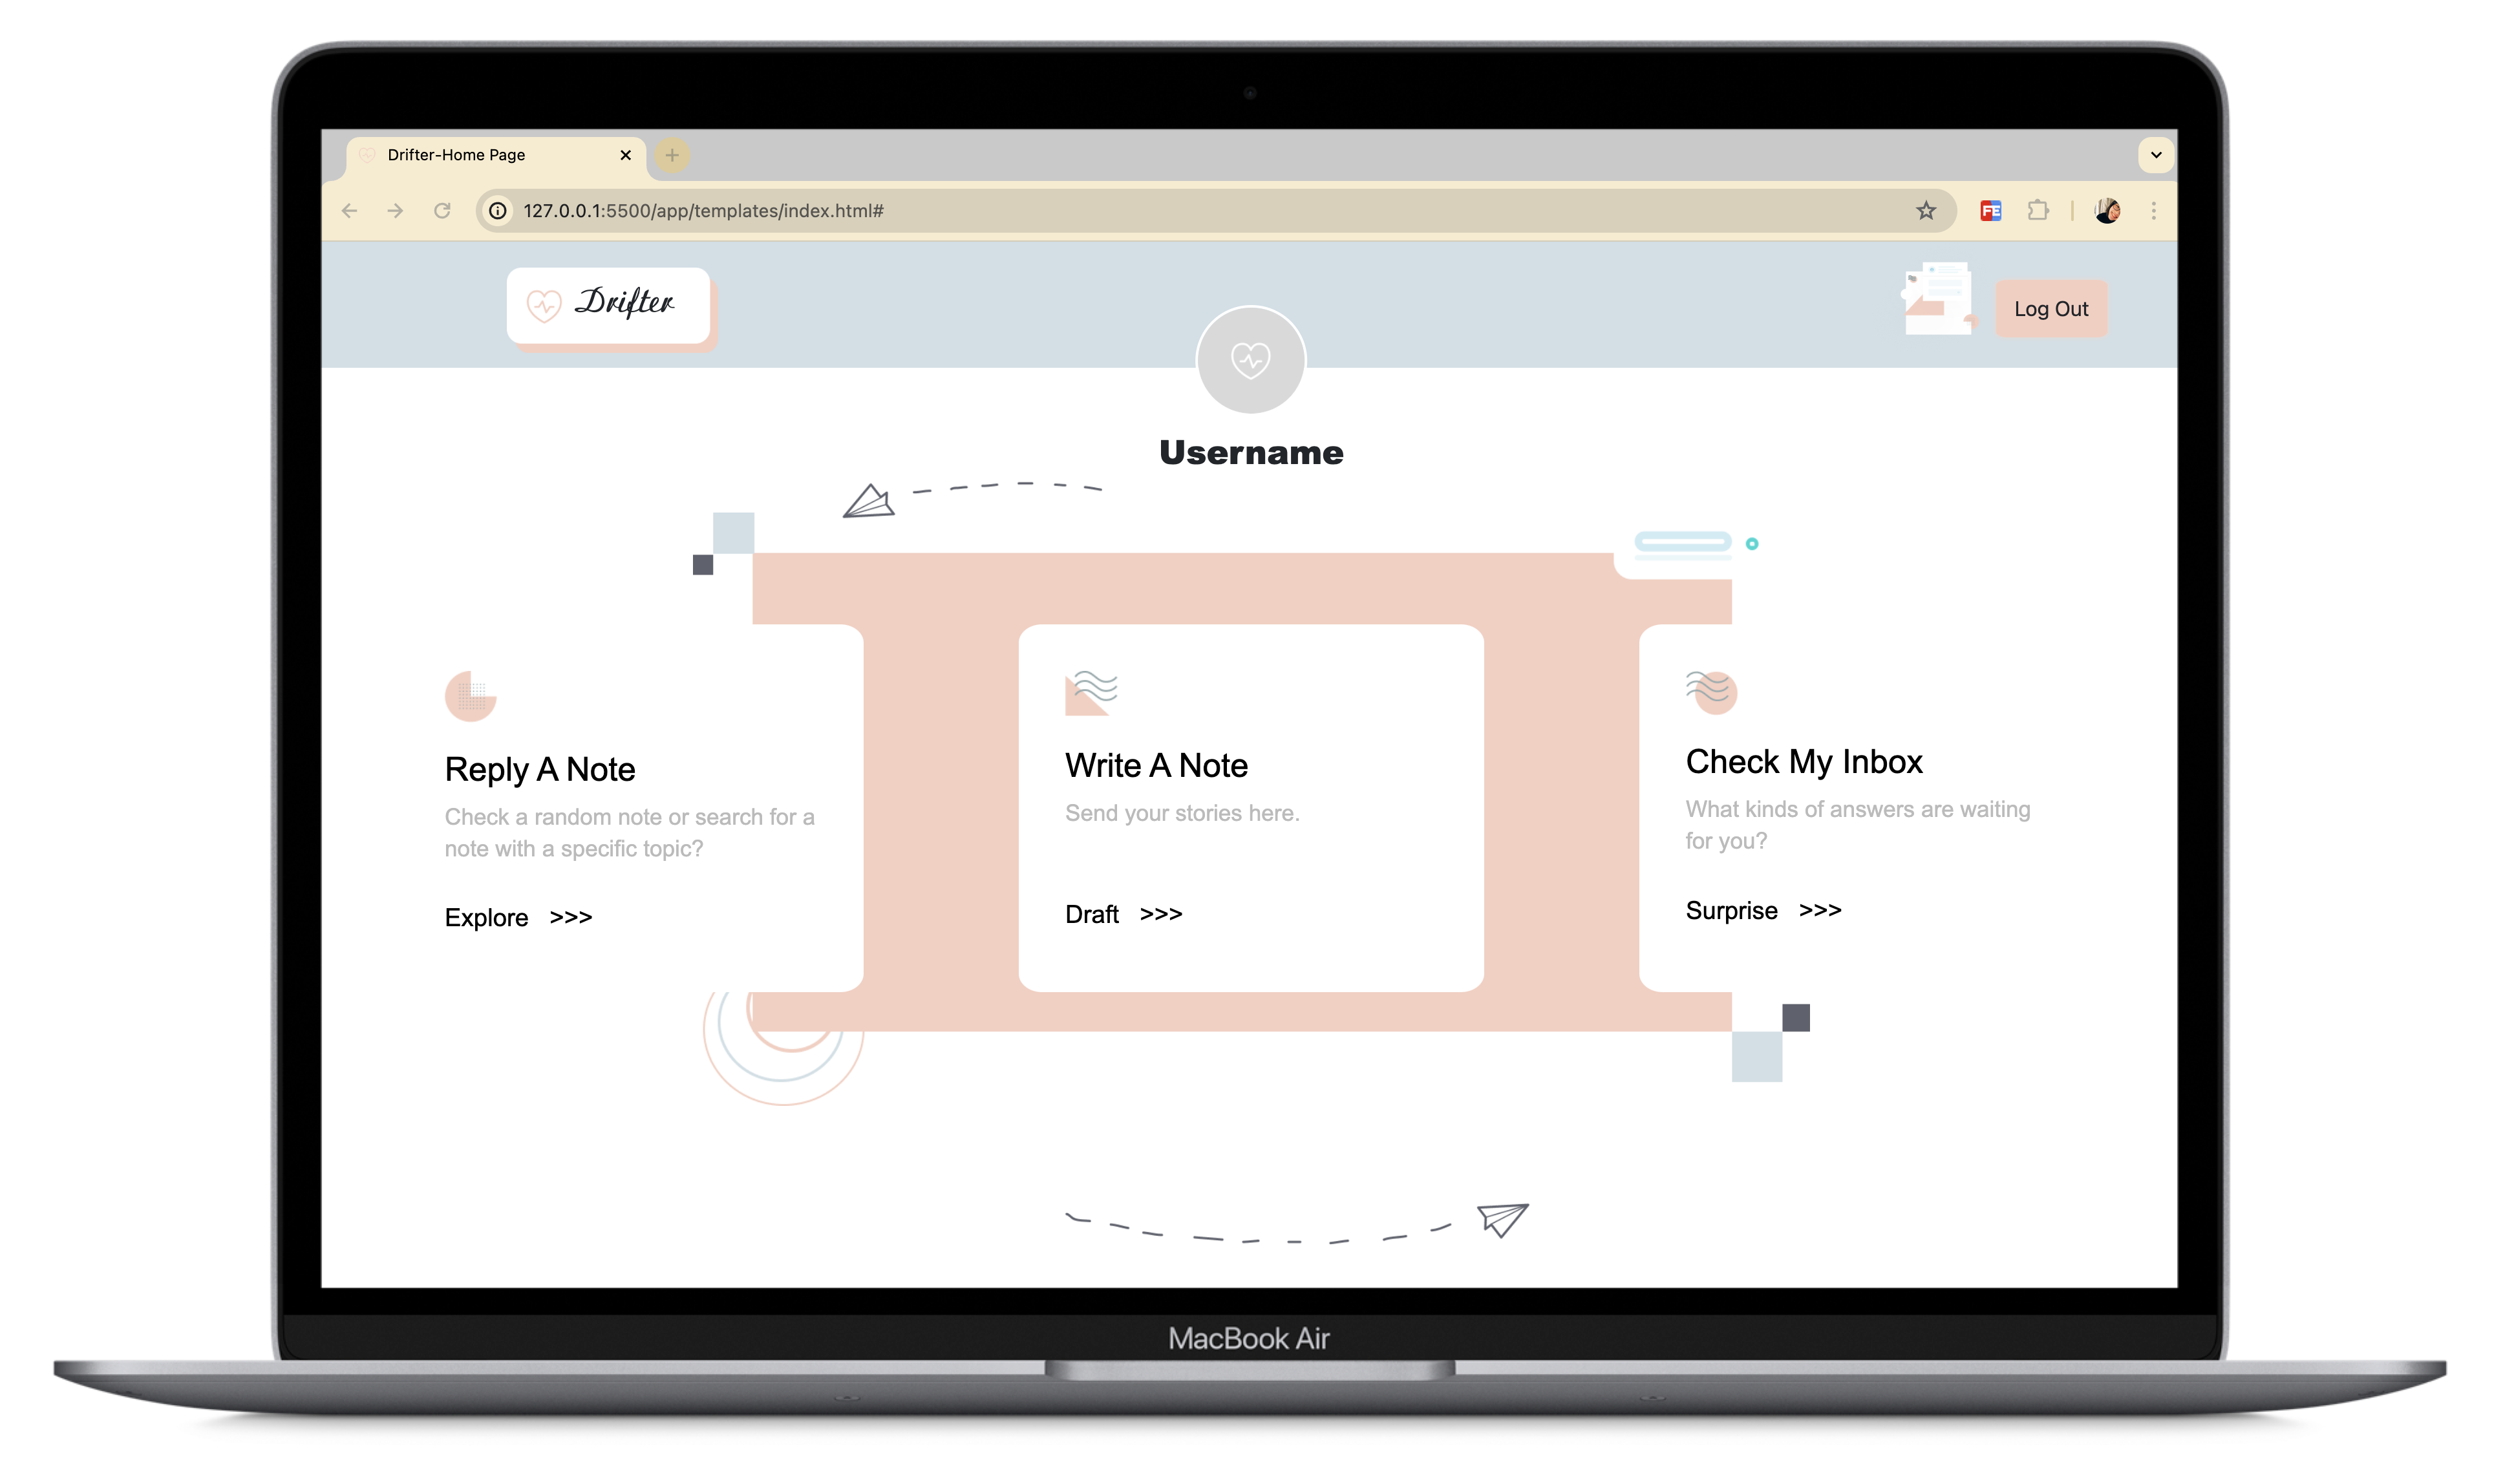 Drifter-Home Page
127.0.0.1:5500/app/templates/index.html#
FE
Drifter
Log Out
Username
Reply A Note
Check a random note or search for a
note with a specific topic?
Explore >>>
Write A Note
Send your stories here.
Draft >>>
Check My Inbox
What kinds of answers are waiting
for you?
Surprise >>>
MacBook Air